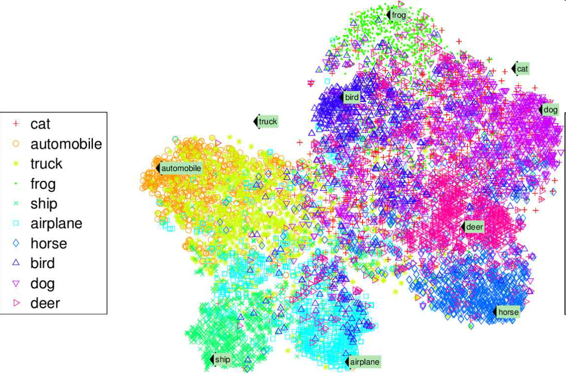 cat
automobile
truck
frog
ship
airplane
horse
bird
dog
deer
frog
cat
bird
dog
truck
automobile
deer
horse
ship
airplane